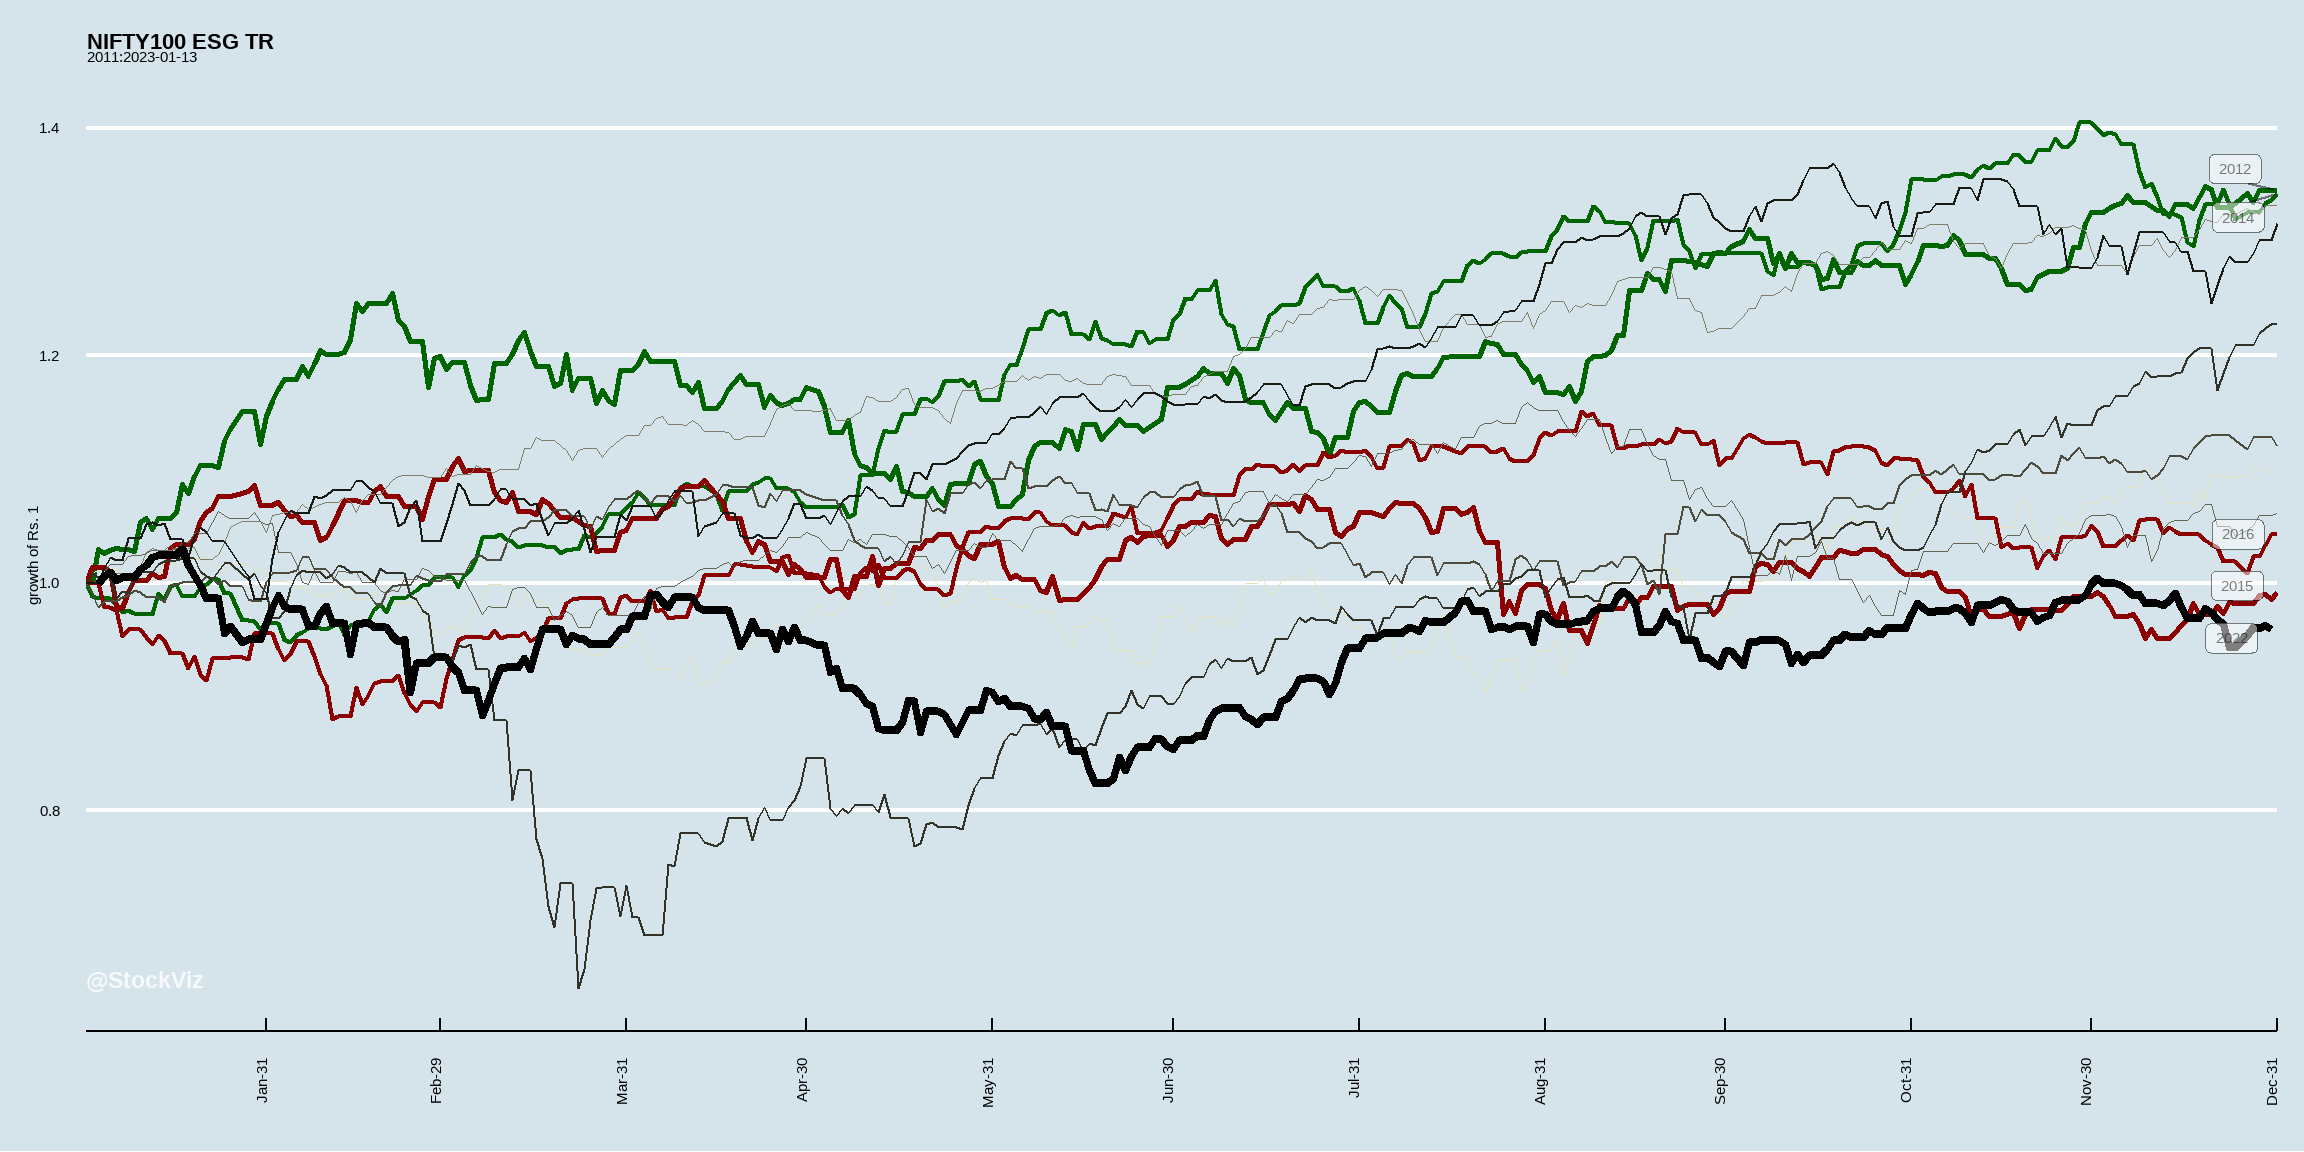 NIFTY100 ESG TR
2011:2023-01-13
1.4
2012
2014
1.2
growth of Rs. 1
1.0
2016
2015
2022
0.8
@StockViz
Jan-31
Feb-29
Mar-31
Apr-30
May-31
Jun-30
Jul-31
Aug-31
Sep-30
Oct-31
Nov-30
Dec-31